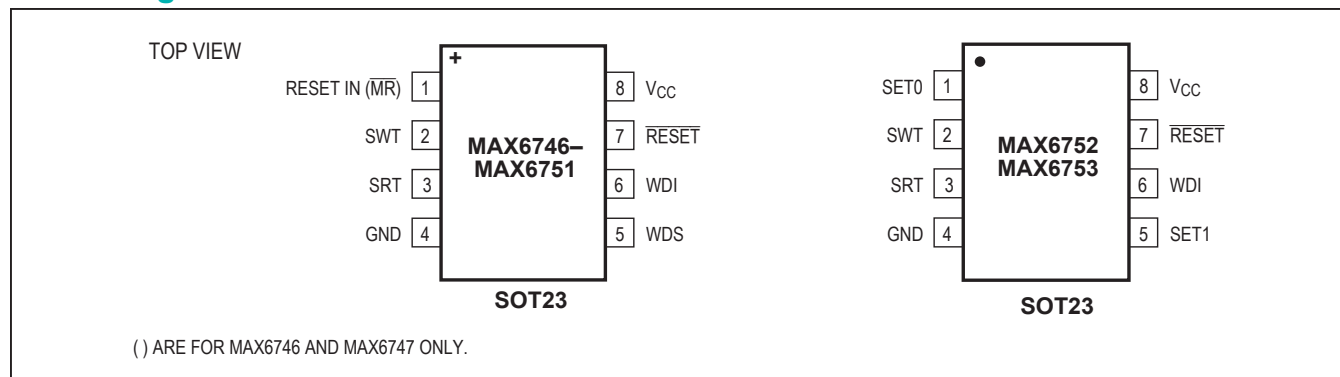 TOP VIEW
+
RESET IN (MR) 1
8 VCC
SWT 2
7 RESET
MAX6746–
MAX6751
SRT 3
6 WDI
GND 4
5 WDS
SOT23
SET0 1
8 VCC
SWT 2
7 RESET
MAX6752
MAX6753
SRT 3
6 WDI
GND 4
5 SET1
SOT23
( ) ARE FOR MAX6746 AND MAX6747 ONLY.